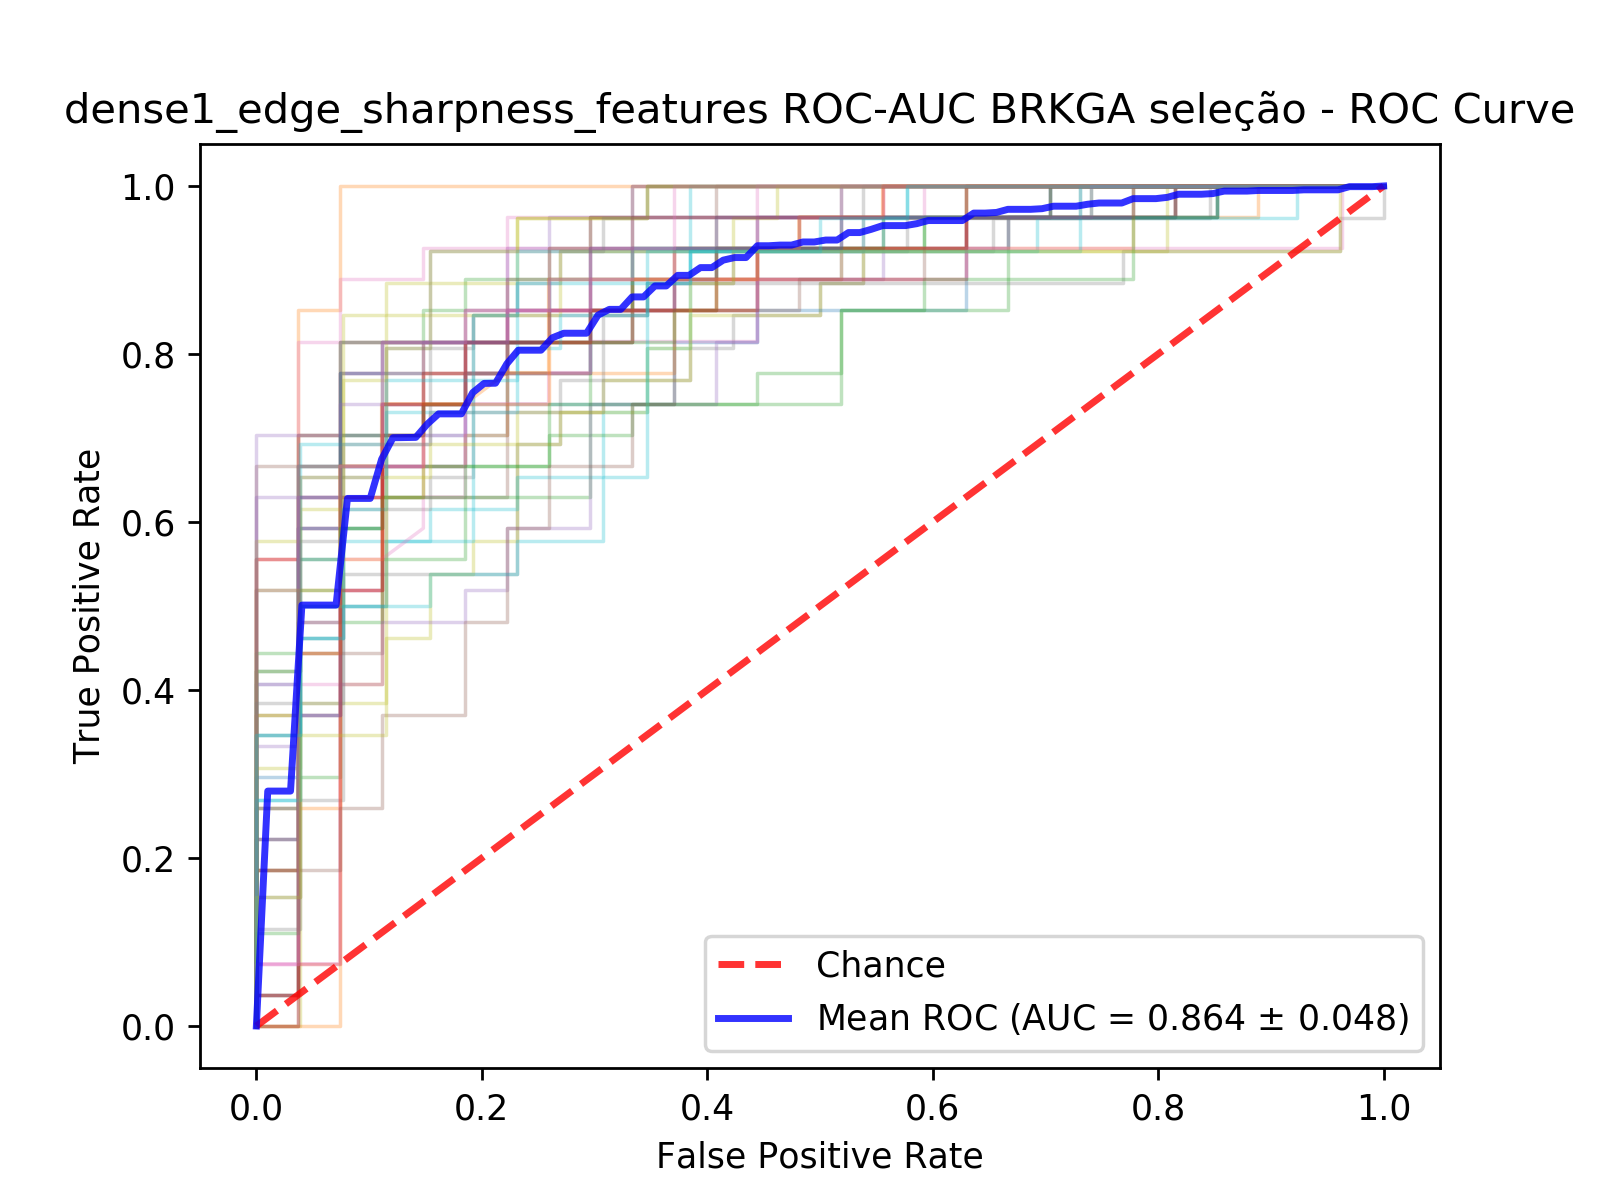 dense1_edge_sharpness_features ROC-AUC BRKGA seleção - ROC Curve
1.0
0.8
0.6
0.4
0.2
0.0
True Positive Rate
Chance
Mean ROC (AUC = 0.864 ± 0.048)
0.0 0.2 0.4 0.6 0.8 1.0
False Positive Rate